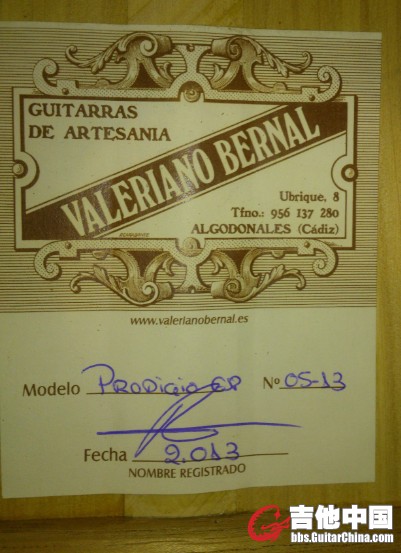 GUITARRAS
DE ARTESANIA
VALERIANO BERNAL
Ubrique, 8
Tfno.: 956 137 280
ALGODONALES (Cádiz)
www.valerianobernal.es
Modelo PRODIGIO Nº 05-13
Fecha 2.013
NOMBRE REGISTRADO
吉他中国
bbs.GuitarChina.com